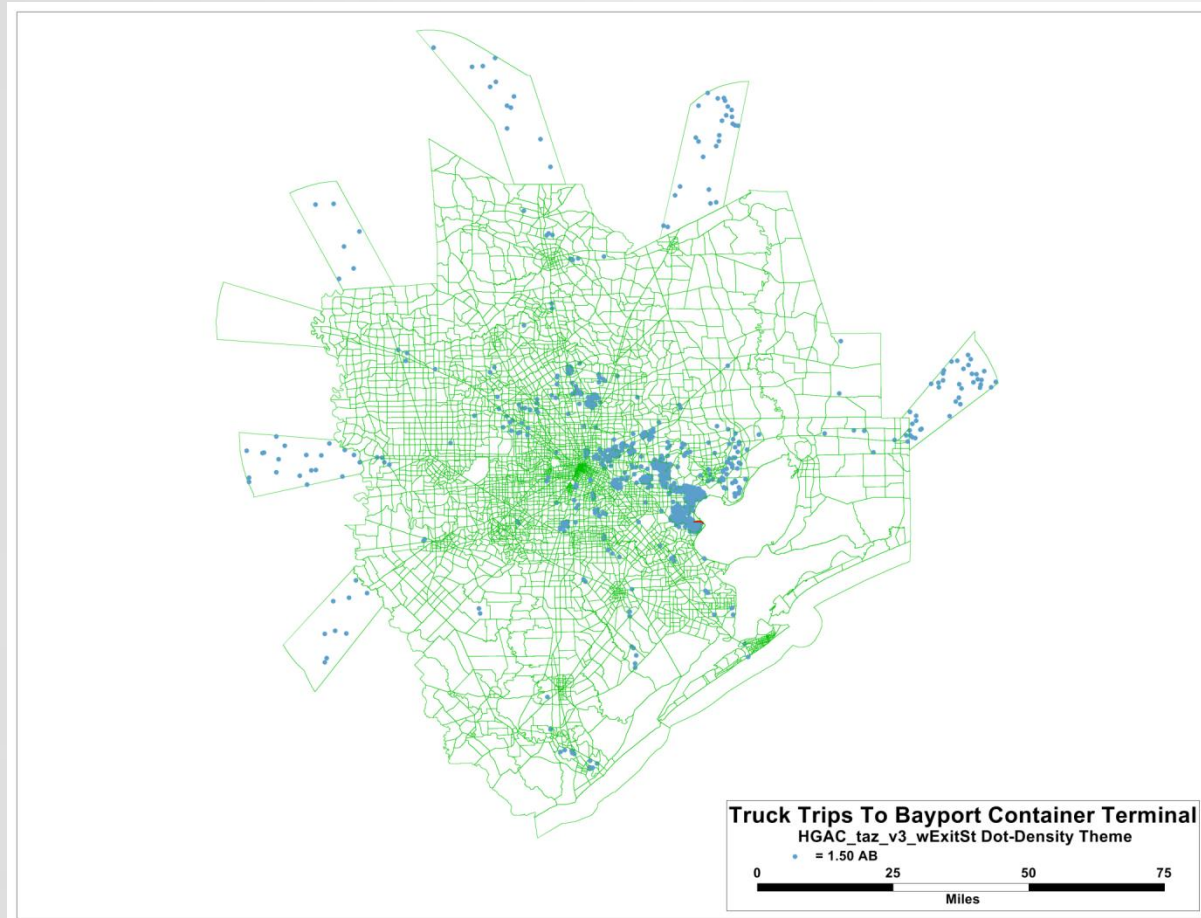 Truck Trips To Bayport Container Terminal
HGAC_taz_v3_wExitSt Dot-Density Theme
= 1.50 AB
0 25 50 75
Miles